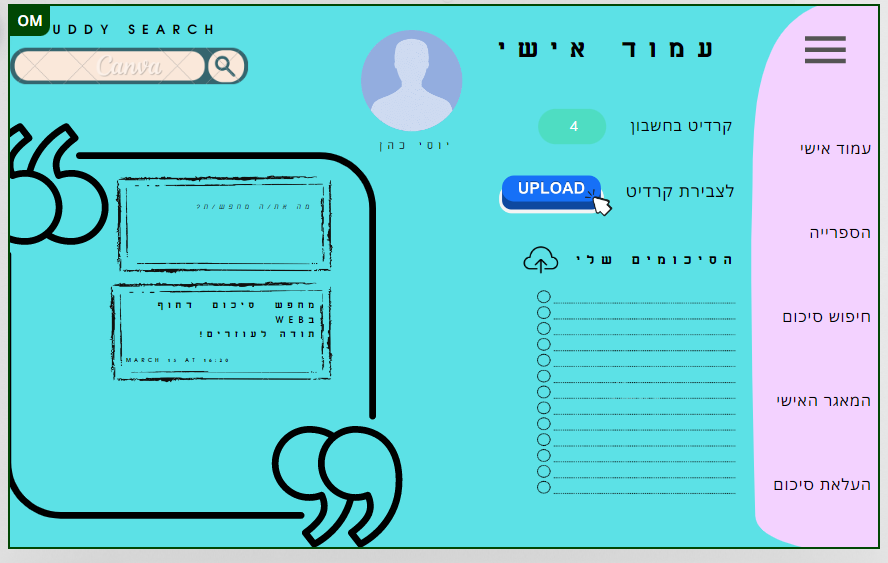 OM
UDDY SEARCH
Canva
עמוד אישי
יוסי כהן
קרדיט בחשבון
4
לצבירת קרדיט
UPLOAD
הסיכומים שלי
מה את/ה מחפש/ת?
מחפש סיכום דחוף
בWEB
תודה לעוזרים!
MARCH 13 AT 16:20
עמוד אישי
הספרייה
חיפוש סיכום
המאגר האישי
העלאת סיכום